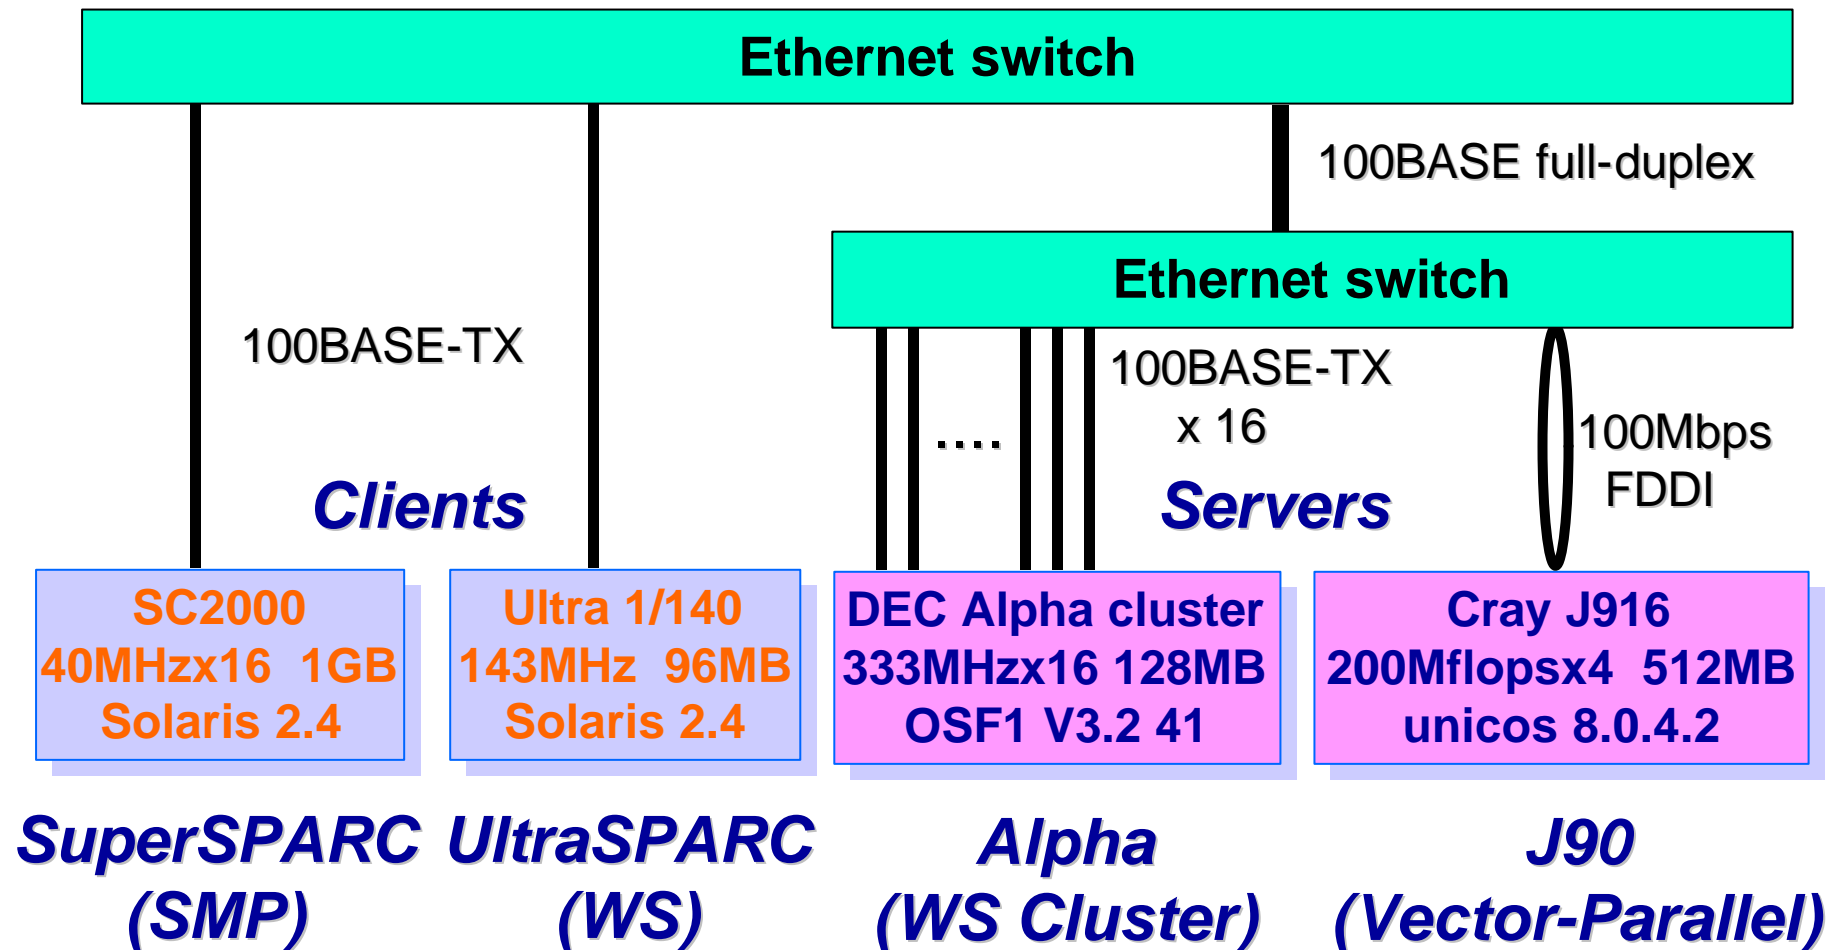 Ethernet switch
100BASE full-duplex
Ethernet switch
100BASE-TX
100BASE-TX
x 16
....
100Mbps
FDDI
Clients
Servers
SC2000
40MHzx16 1GB
Solaris 2.4
Ultra 1/140
143MHz 96MB
Solaris 2.4
DEC Alpha cluster
333MHzx16 128MB
OSF1 V3.2 41
Cray J916
200Mflopsx4 512MB
unicos 8.0.4.2
SuperSPARC
(SMP)
UltraSPARC
(WS)
Alpha
(WS Cluster)
J90
(Vector-Parallel)